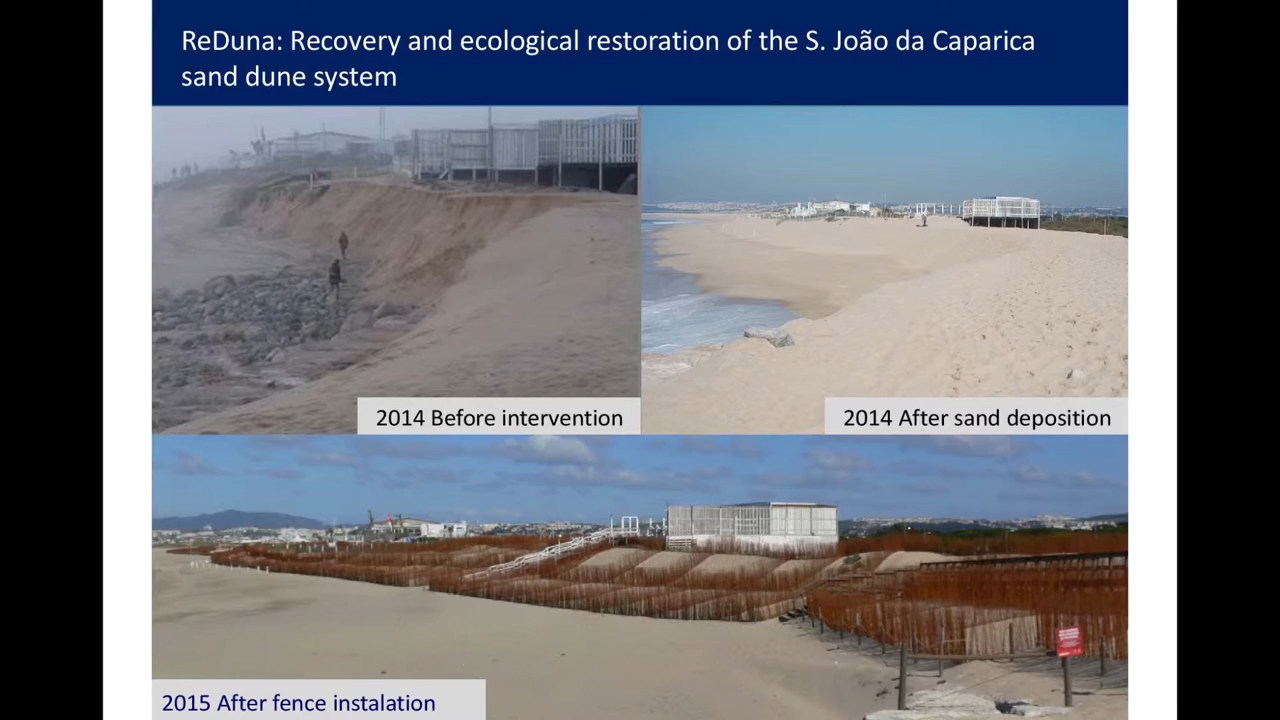 ReDuna: Recovery and ecological restoration of the S. João da Caparica
sand dune system
2014 Before intervention
2014 After sand deposition
2015 After fence instalation